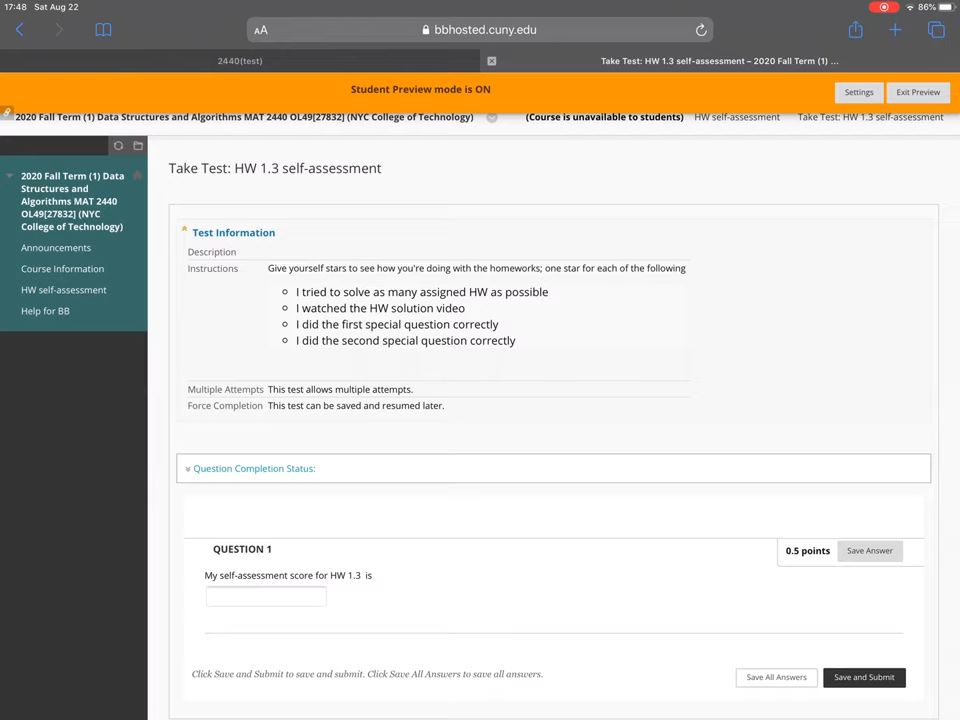 17:48 Sat Aug 22 86%
AA bbhosted.cuny.edu
2440(test) Take Test: HW 1.3 self-assessment – 2020 Fall Term (1) ...
Student Preview mode is ON Settings Exit Preview
2020 Fall Term (1) Data Structures and Algorithms MAT 2440 OL49[27832] (NYC College of Technology) (Course is unavailable to students) HW self-assessment Take Test: HW 1.3 self-assessment
2020 Fall Term (1) Data
Structures and
Algorithms MAT 2440
OL49[27832] (NYC
College of Technology)
Announcements
Course Information
HW self-assessment
Help for BB
Take Test: HW 1.3 self-assessment
Test Information
Description
Instructions Give yourself stars to see how you're doing with the homeworks; one star for each of the following
I tried to solve as many assigned HW as possible
I watched the HW solution video
I did the first special question correctly
I did the second special question correctly
Multiple Attempts This test allows multiple attempts.
Force Completion This test can be saved and resumed later.
Question Completion Status:
QUESTION 1 0.5 points Save Answer
My self-assessment score for HW 1.3 is
Click Save and Submit to save and submit. Click Save All Answers to save all answers. Save All Answers Save and Submit